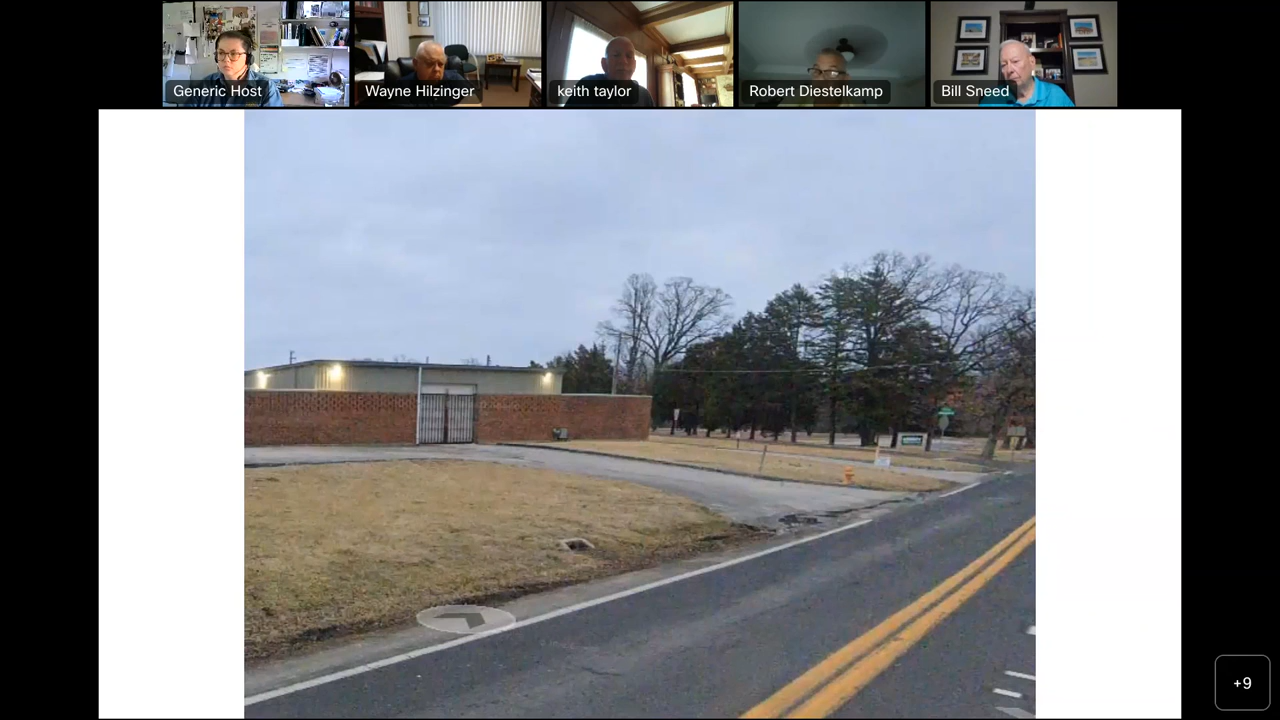 Generic Host
Wayne Hilzinger
keith taylor
Robert Diestelkamp
Bill Sneed
+9